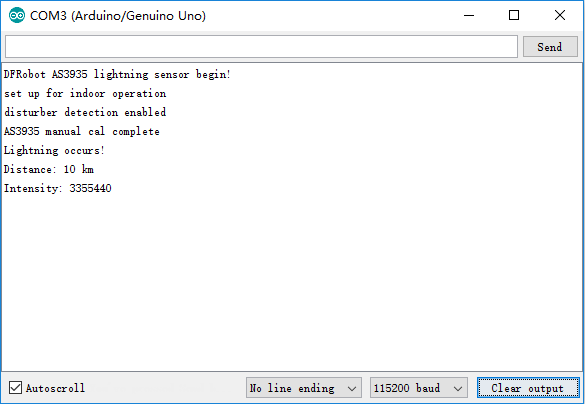 COM3 (Arduino/Genuino Uno)
Send
DFRobot AS3935 lightning sensor begin!
set up for indoor operation
disturber detection enabled
AS3935 manual cal complete
Lightning occurs!
Distance: 10 km
Intensity: 3355440
Autoscroll
No line ending
115200 baud
Clear output